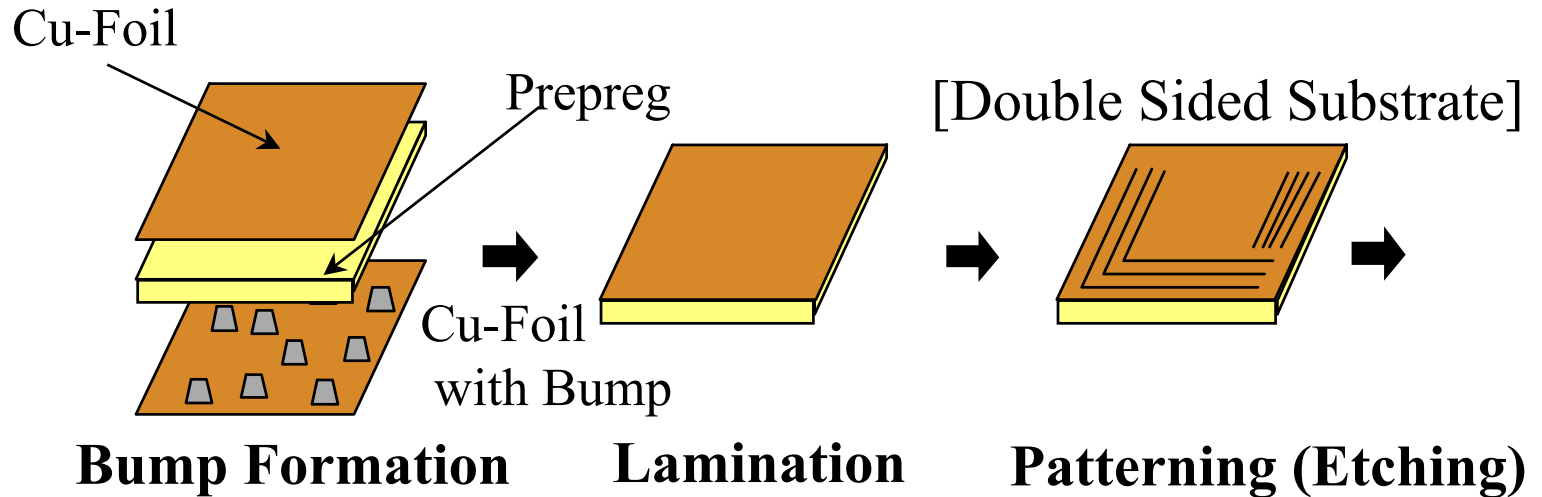 Cu-Foil
Prepreg
[Double Sided Substrate]
Cu-Foil
with Bump
Bump Formation
Lamination
Patterning (Etching)